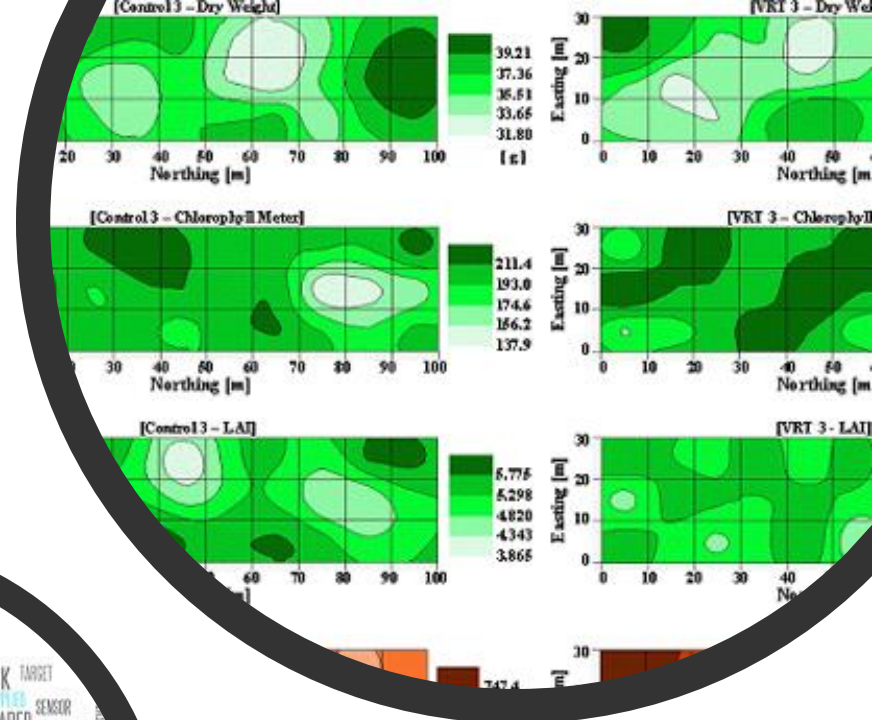 [Control 3 – Dry Weight]
39.21
37.36
35.51
33.65
31.80
[g]
20 30 40 50 60 70 80 90 100
Northing [m]
[VRT 3 – Dry
Easting [m]
30
20
10
0
0 10 20 30 40 50
Northing [m
[Control 3 – Chlorophyll Meter]
211.4
193.0
174.6
156.2
137.9
30 40 50 60 70 80 90 100
Northing [m]
[VRT 3 – Chlorophyll
Easting [m]
30
20
10
0
0 10 20 30 40 50
Northing [m
[Control 3 – LAI]
5.775
5.298
4.820
4.343
3.865
60 70 80 90 100
[VRT 3 - LAI]
Easting [m]
30
20
10
0
0 10 20 30 40
747.4
30
K TARGET
SENSOR